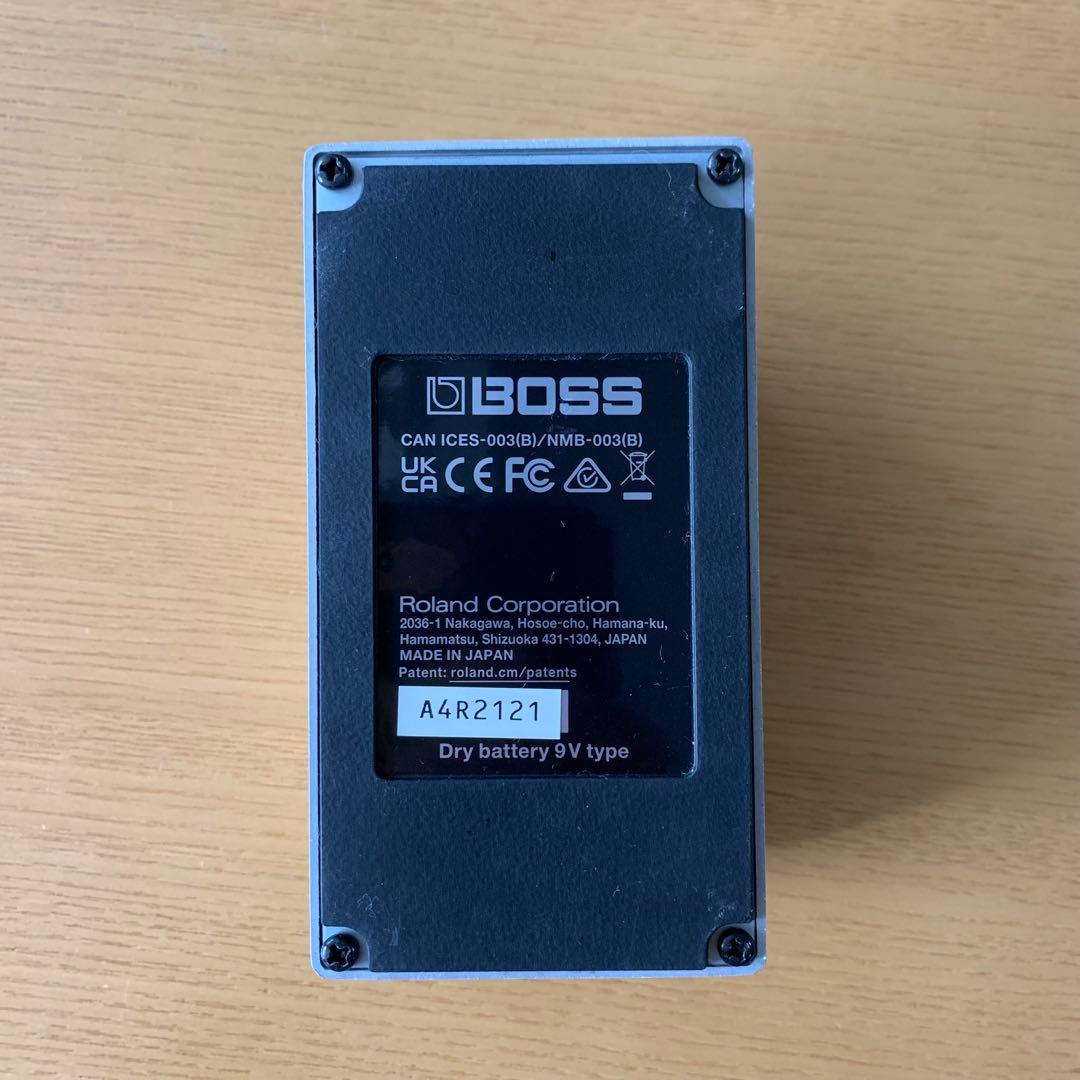 BOSS
CAN ICES-003(B)/NMB-003(B)
UK CA CE FC
Roland Corporation
2036-1 Nakagawa, Hosoe-cho, Hamana-ku,
Hamamatsu, Shizuoka 431-1304, JAPAN
MADE IN JAPAN
Patent: roland.cm/patents
A4R2121
Dry battery 9V type